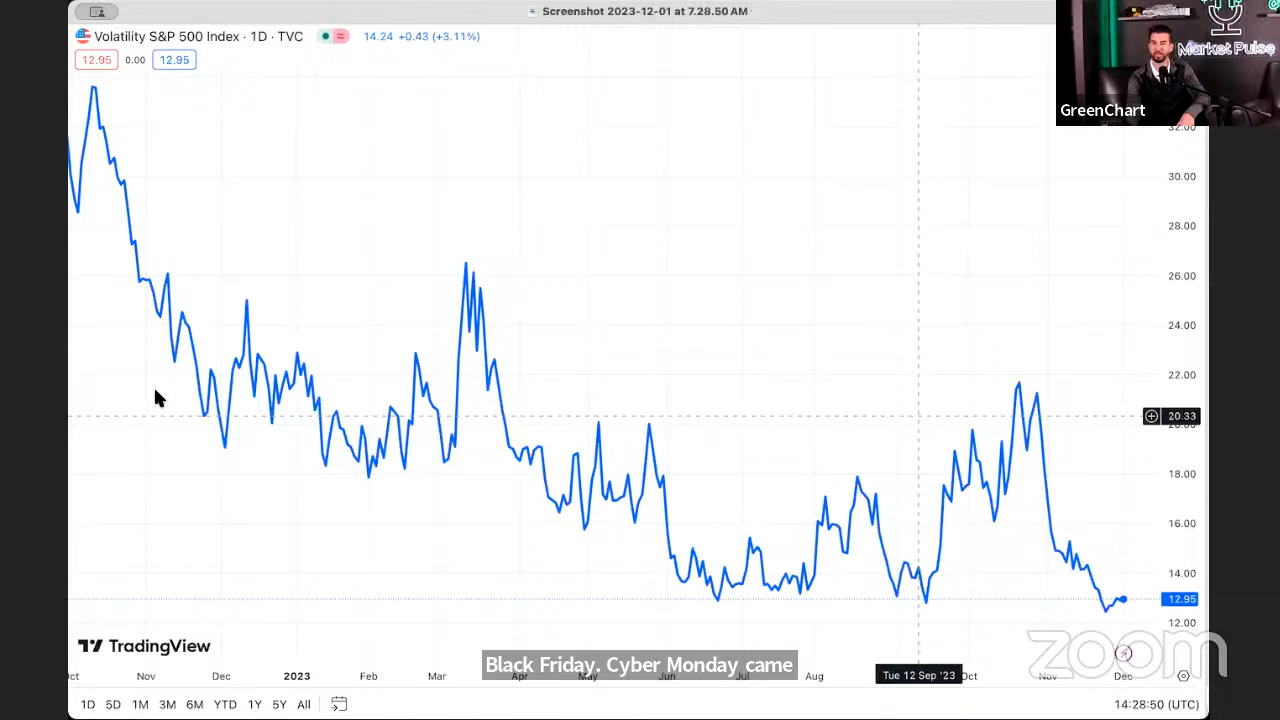 Screenshot 2023-12-01 at 7.28.50 AM
Volatility S&P 500 Index · 1D · TVC
14.24 +0.43 (+3.11%)
12.95 0.00 12.95
Market Pulse
GreenChart
32.00
30.00
28.00
26.00
24.00
22.00
20.33
20.00
18.00
16.00
14.00
12.95
12.00
TradingView
zoom
Black Friday. Cyber Monday came
Oct Nov Dec 2023 Feb Mar Apr May Jun Jul Aug Tue 12 Sep '23 Oct Nov Dec
1D 5D 1M 3M 6M YTD 1Y 5Y All
14:28:50 (UTC)